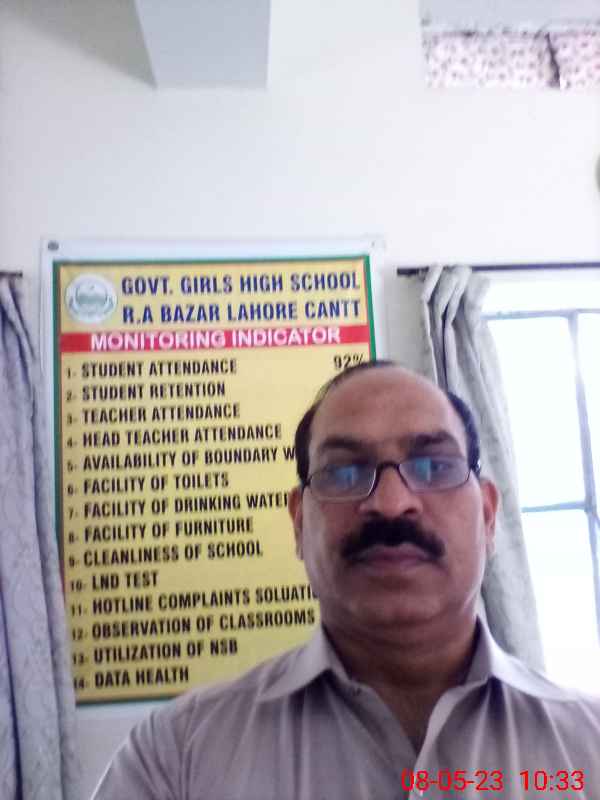 GOVT. GIRLS HIGH SCHOOL
R.A BAZAR LAHORE CANTT
MONITORING INDICATOR
1- STUDENT ATTENDANCE 92%
2- STUDENT RETENTION
3- TEACHER ATTENDANCE
4- HEAD TEACHER ATTENDANCE
5- AVAILABILITY OF BOUNDARY W
6- FACILITY OF TOILETS
7- FACILITY OF DRINKING WATER
8- FACILITY OF FURNITURE
9- CLEANLINESS OF SCHOOL
10- LND TEST
11- HOTLINE COMPLAINTS SOLUATIO
12- OBSERVATION OF CLASSROOMS
13- UTILIZATION OF NSB
14- DATA HEALTH
08-05-23 10:33